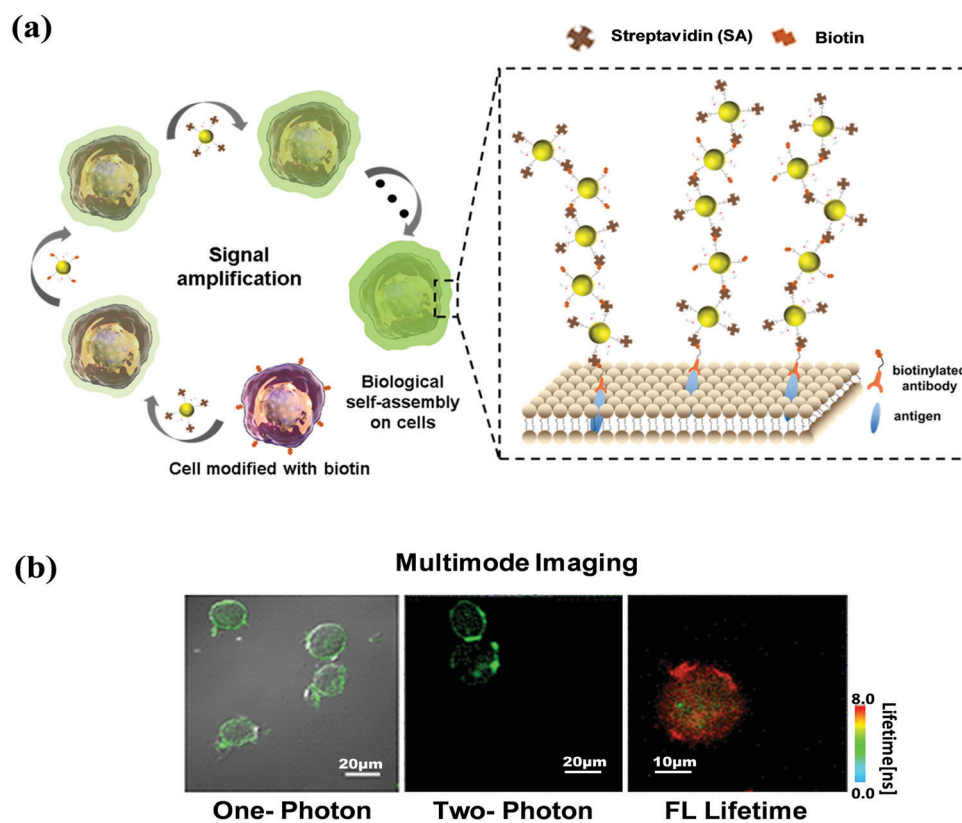 (a)
Streptavidin (SA)
Biotin
Signal
amplification
Biological
self-assembly
on cells
Cell modified with biotin
biotinylated
antibody
antigen
(b)
Multimode Imaging
20μm
20μm
10μm
8.0
0.0
Lifetime[ns]
One- Photon
Two- Photon
FL Lifetime